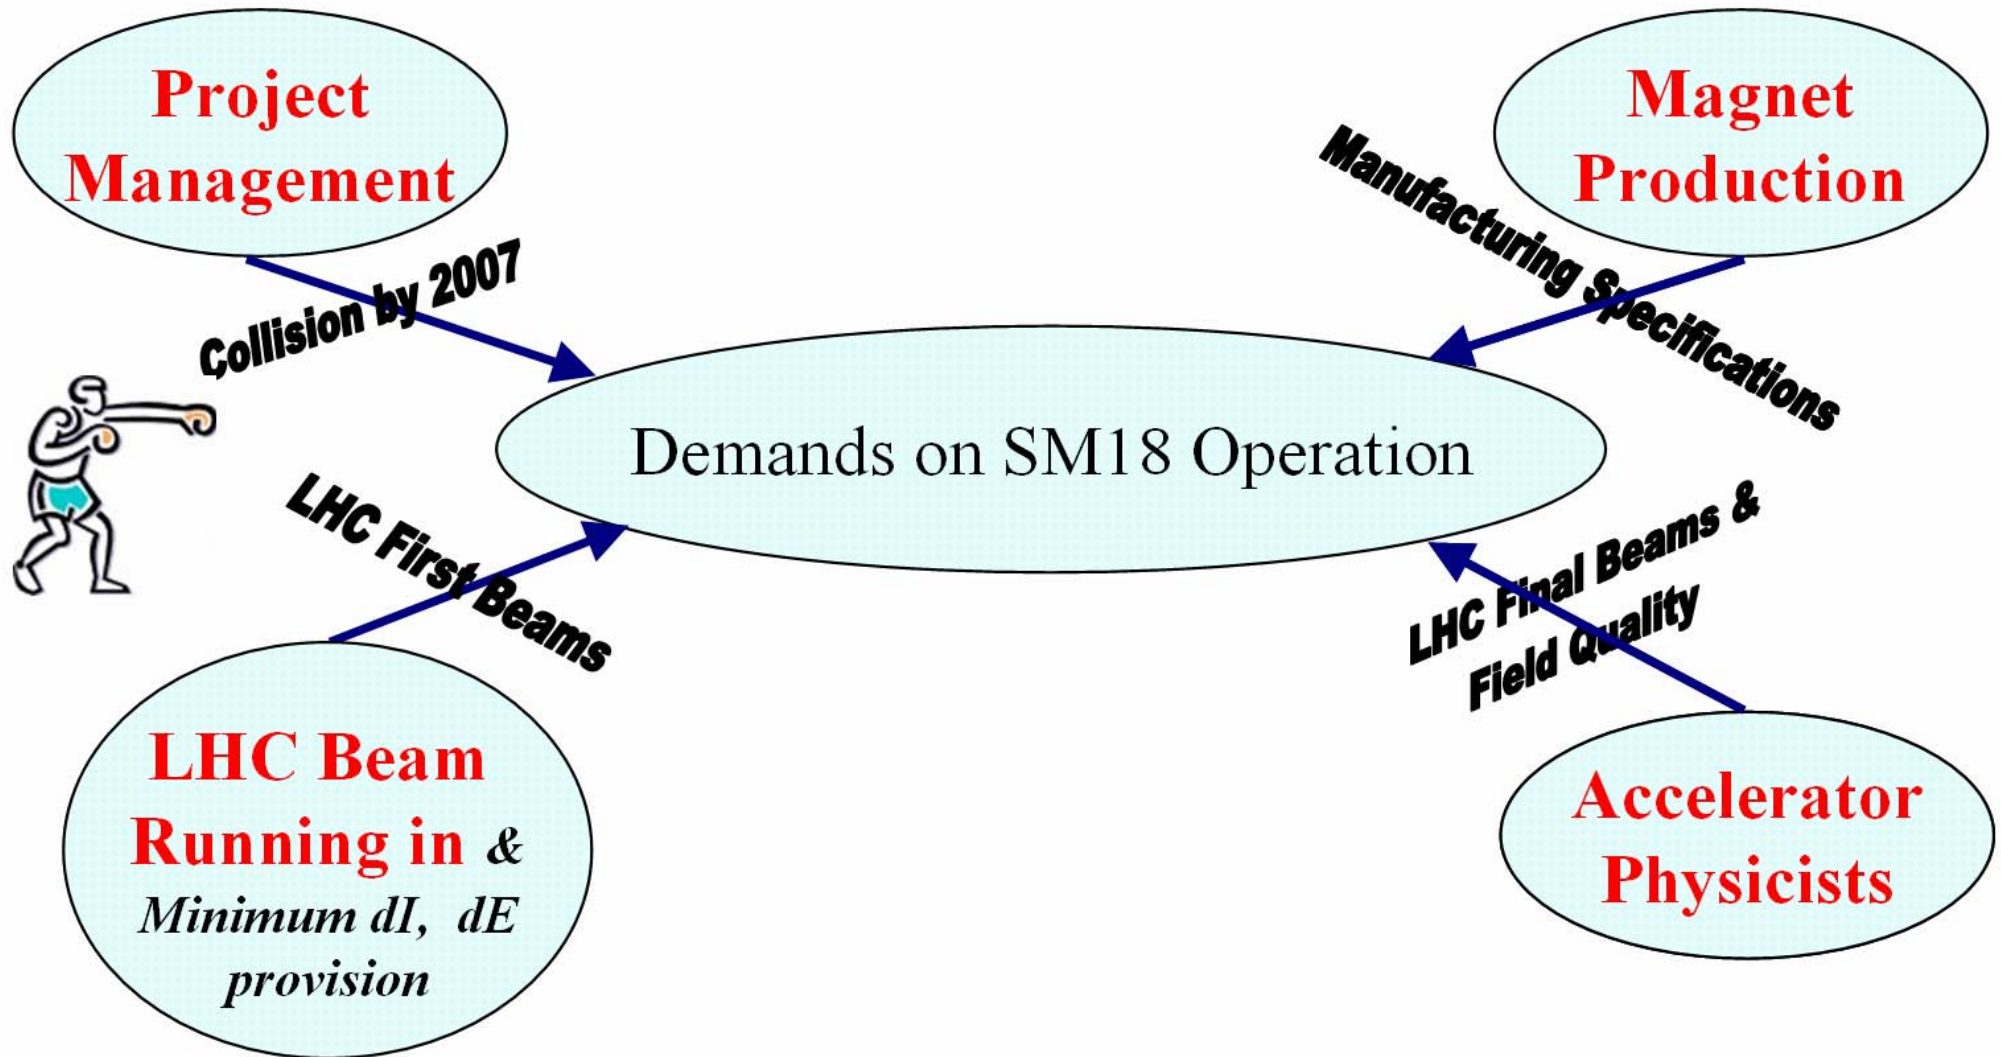 Project
Management
Magnet
Production
Collision by 2007
Manufacturing Specifications
Demands on SM18 Operation
LHC First Beams
LHC Final Beams &
Field Quality
LHC Beam
Running in &
Minimum dI, dE
provision
Accelerator
Physicists